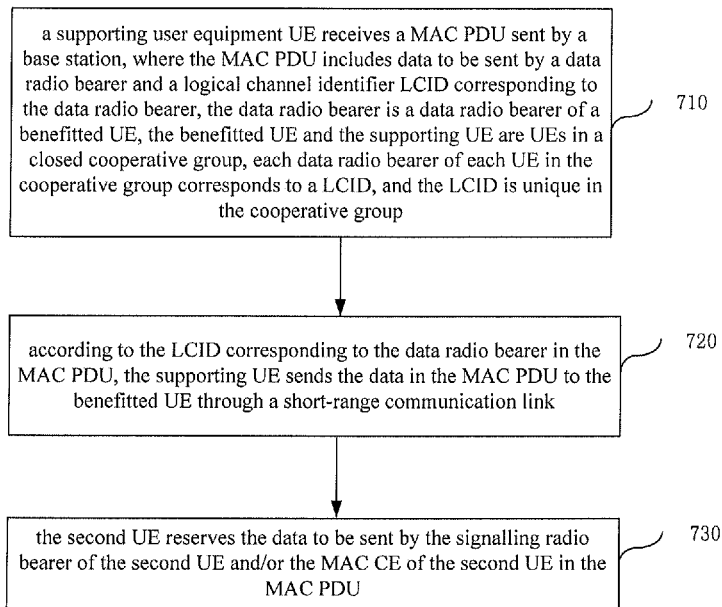 a supporting user equipment UE receives a MAC PDU sent by a
base station, where the MAC PDU includes data to be sent by a data
radio bearer and a logical channel identifier LCID corresponding to
the data radio bearer, the data radio bearer is a data radio bearer of a
benefitted UE, the benefitted UE and the supporting UE are UEs in a
closed cooperative group, each data radio bearer of each UE in the
cooperative group corresponds to a LCID, and the LCID is unique in
the cooperative group
710
according to the LCID corresponding to the data radio bearer in the
MAC PDU, the supporting UE sends the data in the MAC PDU to the
benefitted UE through a short-range communication link
720
the second UE reserves the data to be sent by the signalling radio
bearer of the second UE and/or the MAC CE of the second UE in the
MAC PDU
730